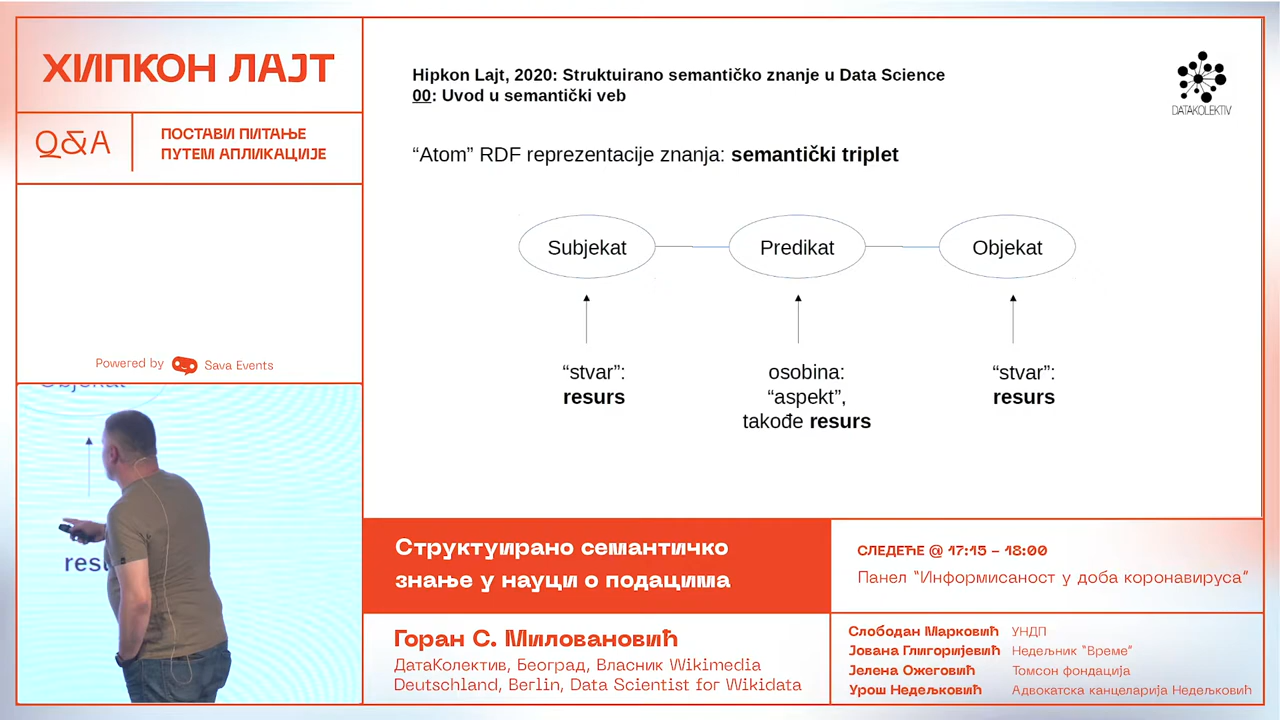 ХИПКОН ЛАЈТ
Q&A
ПОСТАВИ ПИТАЊЕ
ПУТЕМ АПЛИКАЦИЈЕ
Powered by Sava Events
Objekat
resu
Hipkon Lajt, 2020: Struktuirano semantičko znanje u Data Science
00: Uvod u semantički veb
DATAKOLEKTIV
“Atom” RDF reprezentacije znanja: semantički triplet
Subjekat Predikat Objekat
“stvar”: osobina: “stvar”:
resurs “aspekt”, resurs
takođe resurs
Структуирано семантичко
знање у науци о подацима
Горан С. Миловановић
ДатаКолектив, Београд, Власник Wikimedia
Deutschland, Berlin, Data Scientist for Wikidata
СЛЕДЕЋЕ @ 17:15 – 18:00
Панел “Информисаност у доба коронавируса”
Слободан Марковић УНДП
Јована Глигоријевић Недељник “Време”
Јелена Ожеговић Томсон фондација
Урош Недељковић Адвокатска канцеларија Недељковић